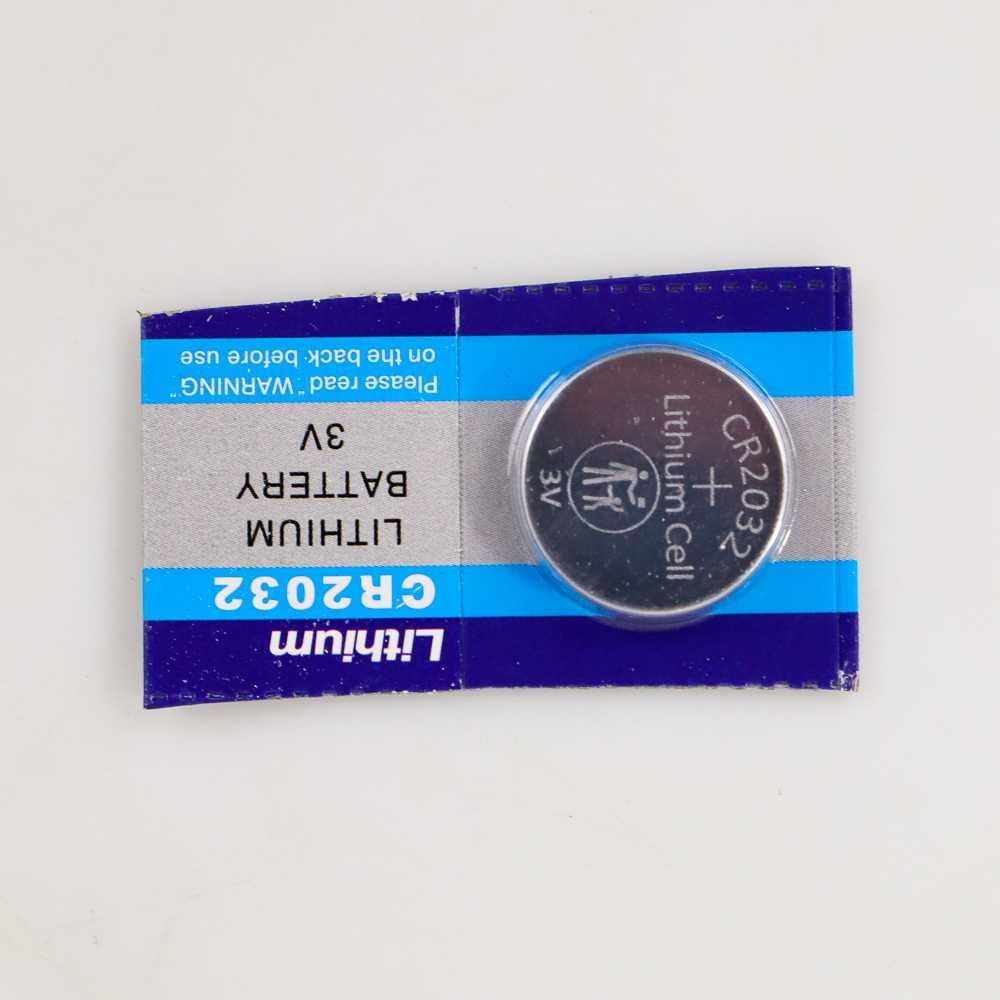 Lithium
CR2032
LITHIUM
BATTERY
3V
Please read "WARNING"
on the back before use
CR2032
+
Lithium Cell
3V